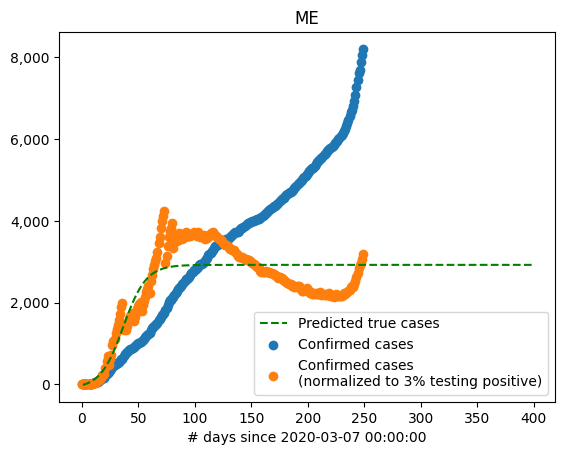 ME
8,000
6,000
4,000
2,000
0
0
50
100
150
200
250
300
350
400
# days since 2020-03-07 00:00:00
Predicted true cases
Confirmed cases
Confirmed cases
(normalized to 3% testing positive)